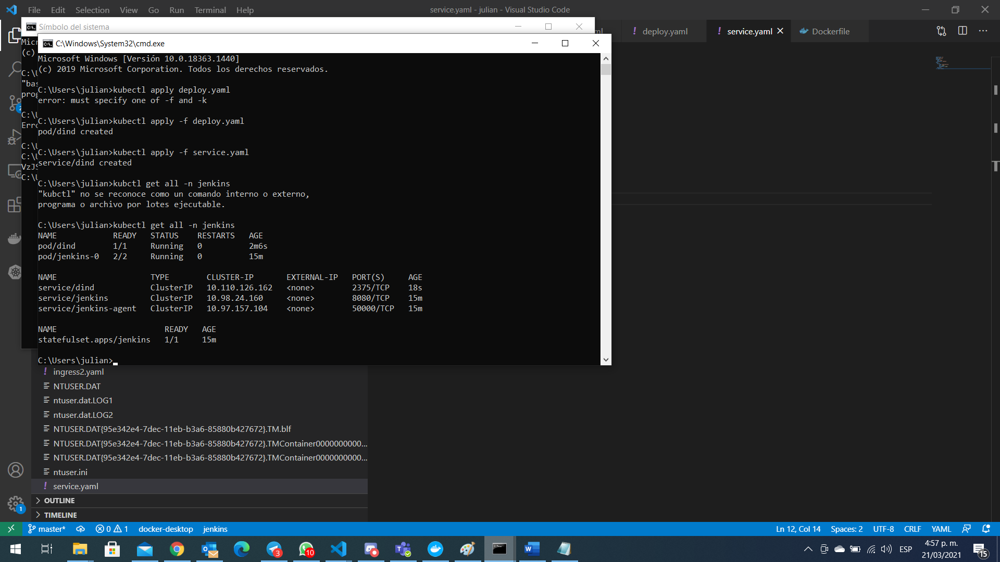 File Edit Selection View Go Run Terminal Help
service.yaml - julian - Visual Studio Code
Símbolo del sistema
deploy.yaml
service.yaml
Dockerfile
C:\Windows\System32\cmd.exe
Microsoft Windows [Versión 10.0.18363.1440]
(c) 2019 Microsoft Corporation. Todos los derechos reservados.
C:\Users\julian>kubectl apply deploy.yaml
error: must specify one of -f and -k
C:\Users\julian>kubectl apply -f deploy.yaml
pod/dind created
C:\Users\julian>kubectl apply -f service.yaml
service/dind created
C:\Users\julian>kubctl get all -n jenkins
"kubctl" no se reconoce como un comando interno o externo,
programa o archivo por lotes ejecutable.
C:\Users\julian>kubectl get all -n jenkins
NAME READY STATUS RESTARTS AGE
pod/dind 1/1 Running 0 2m6s
pod/jenkins-0 2/2 Running 0 15m
NAME TYPE CLUSTER-IP EXTERNAL-IP PORT(S) AGE
service/dind ClusterIP 10.110.126.162 <none> 2375/TCP 18s
service/jenkins ClusterIP 10.98.24.160 <none> 8080/TCP 15m
service/jenkins-agent ClusterIP 10.97.157.104 <none> 50000/TCP 15m
NAME READY AGE
statefulset.apps/jenkins 1/1 15m
C:\Users\julian>
ingress2.yaml
NTUSER.DAT
ntuser.dat.LOG1
ntuser.dat.LOG2
NTUSER.DAT{95e342e4-7dec-11eb-b3a6-85880b427672}.TM.blf
NTUSER.DAT{95e342e4-7dec-11eb-b3a6-85880b427672}.TMContainer0000000000...
NTUSER.DAT{95e342e4-7dec-11eb-b3a6-85880b427672}.TMContainer0000000000...
ntuser.ini
service.yaml
OUTLINE
TIMELINE
master* 0 1 docker-desktop jenkins
Ln 12, Col 14 Spaces: 2 UTF-8 CRLF YAML
3
10
ESP
4:57 p. m.
21/03/2021
15